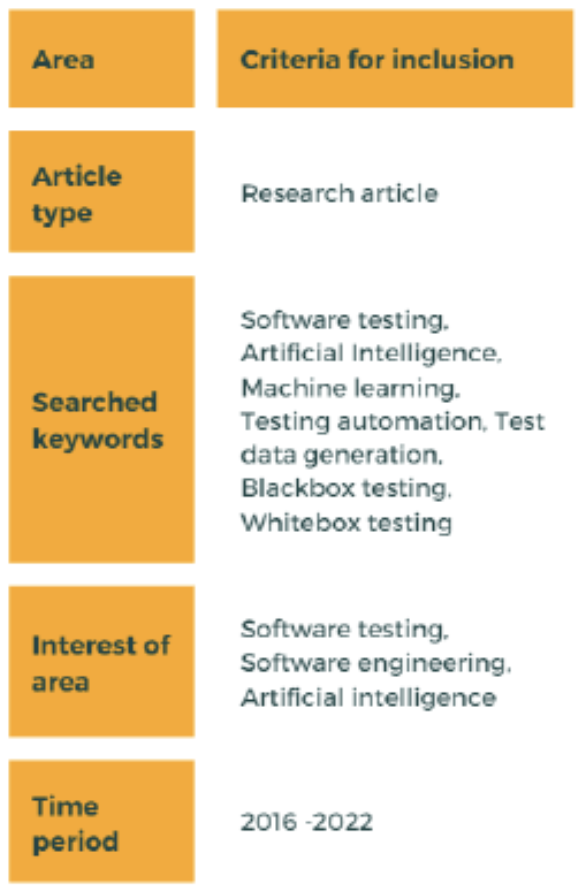 Area
Criteria for inclusion
Article
type
Research article
Searched
keywords
Software testing,
Artificial Intelligence,
Machine learning,
Testing automation, Test
data generation,
Blackbox testing,
Whitebox testing
Interest of
area
Software testing,
Software engineering,
Artificial intelligence
Time
period
2016 -2022